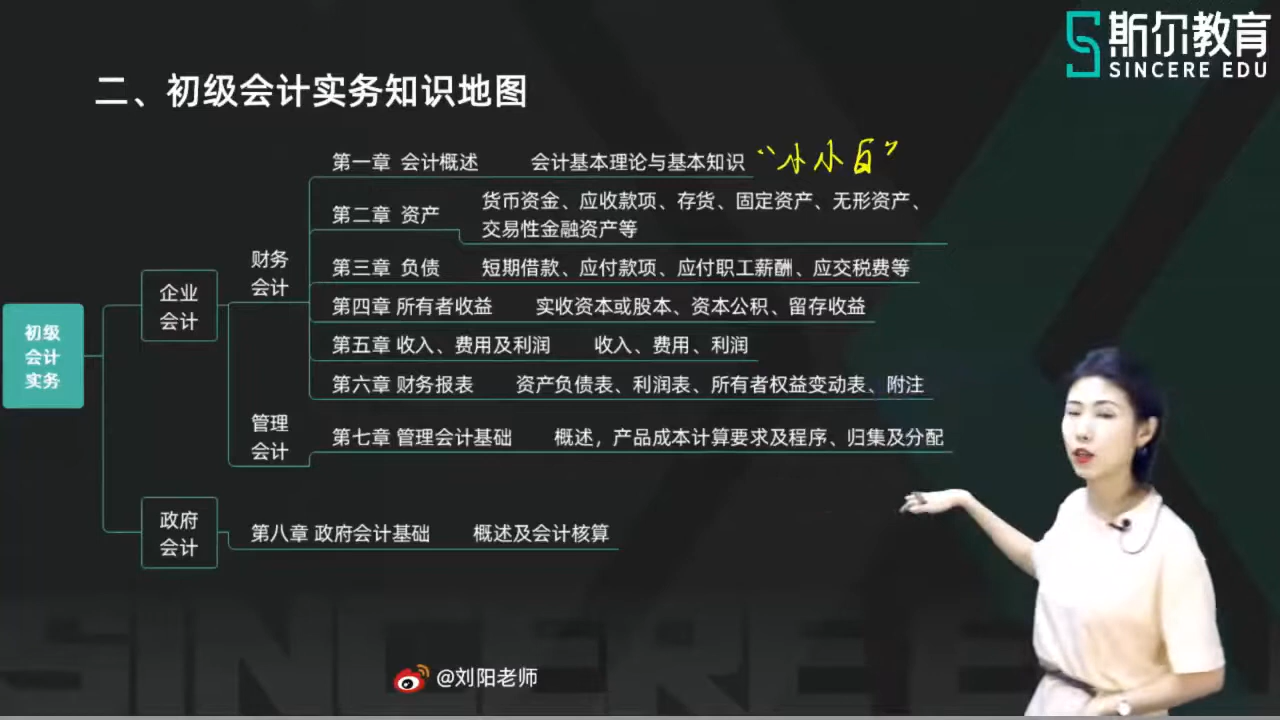 斯尔教育
SINCERE EDU
二、初级会计实务知识地图
第一章 会计概述 会计基本理论与基本知识 “小小白”
第二章 资产 货币资金、应收款项、存货、固定资产、无形资产、
交易性金融资产等
财务
会计
第三章 负债 短期借款、应付款项、应付职工薪酬、应交税费等
企业
会计
第四章 所有者收益 实收资本或股本、资本公积、留存收益
初级
会计
实务
第五章 收入、费用及利润 收入、费用、利润
第六章 财务报表 资产负债表、利润表、所有者权益变动表、附注
管理
会计
第七章 管理会计基础 概述，产品成本计算要求及程序、归集及分配
政府
会计
第八章 政府会计基础 概述及会计核算
SINCERE E
@刘阳老师